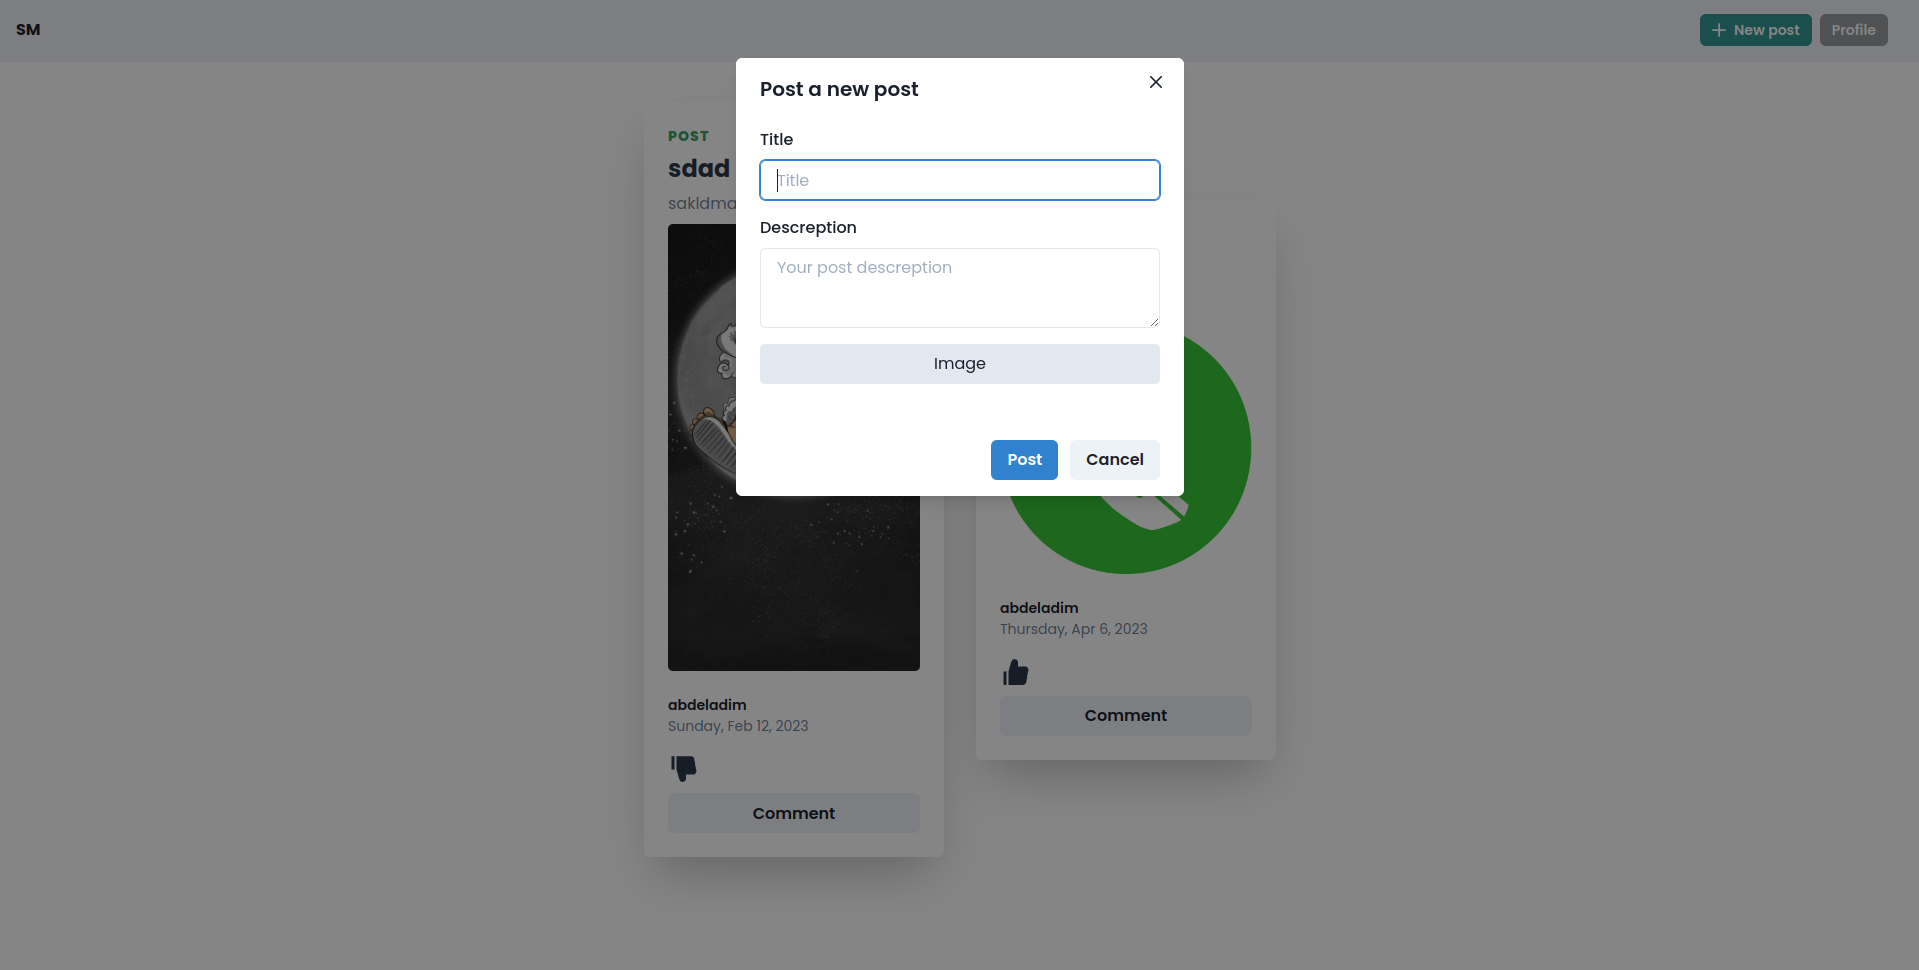 SM
New post
Profile
Post a new post
Title
Title
Descreption
Your post descreption
Image
Post
Cancel
POST
sdad
abdeladim
Sunday, Feb 12, 2023
Comment
abdeladim
Thursday, Apr 6, 2023
Comment